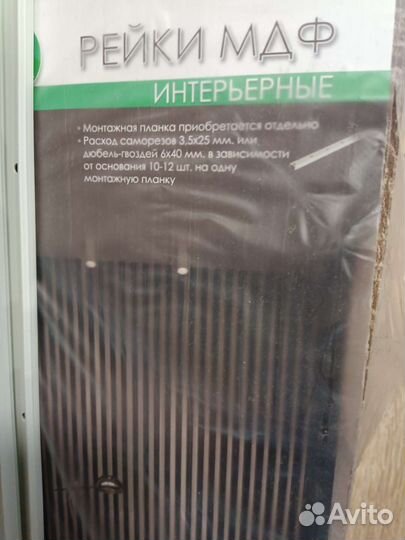 РЕЙКИ МДФ
ИНТЕРЬЕРНЫЕ
• Монтажная планка приобретается отдельно
• Расход саморезов 3,5х25 мм. или
дюбель-гвоздей 6х40 мм. в зависимости
от основания 10-12 шт. на одну
монтажную планку
Avito